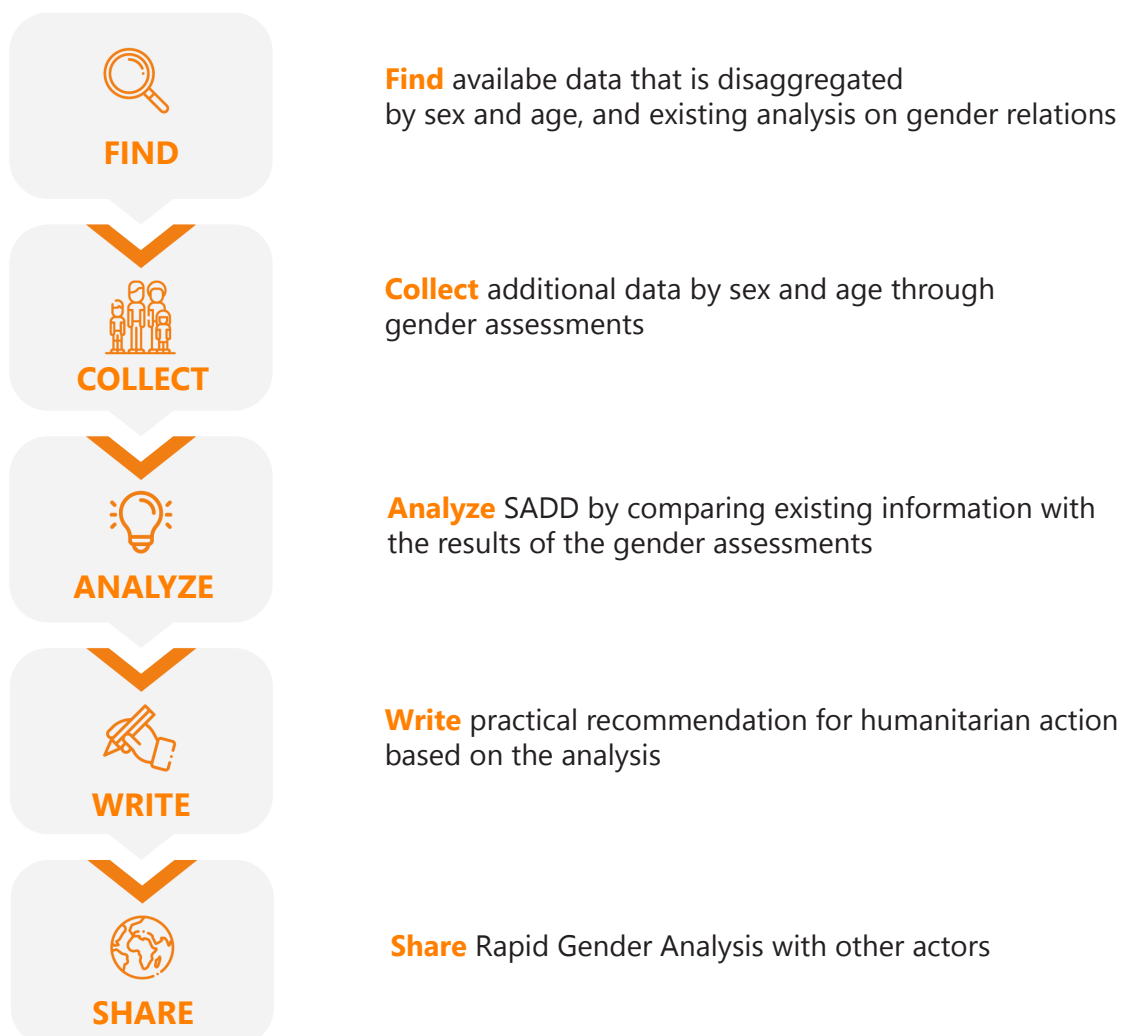 FIND
Find availabe data that is disaggregated
by sex and age, and existing analysis on gender relations
COLLECT
Collect additional data by sex and age through
gender assessments
ANALYZE
Analyze SADD by comparing existing information with
the results of the gender assessments
WRITE
Write practical recommendation for humanitarian action
based on the analysis
SHARE
Share Rapid Gender Analysis with other actors